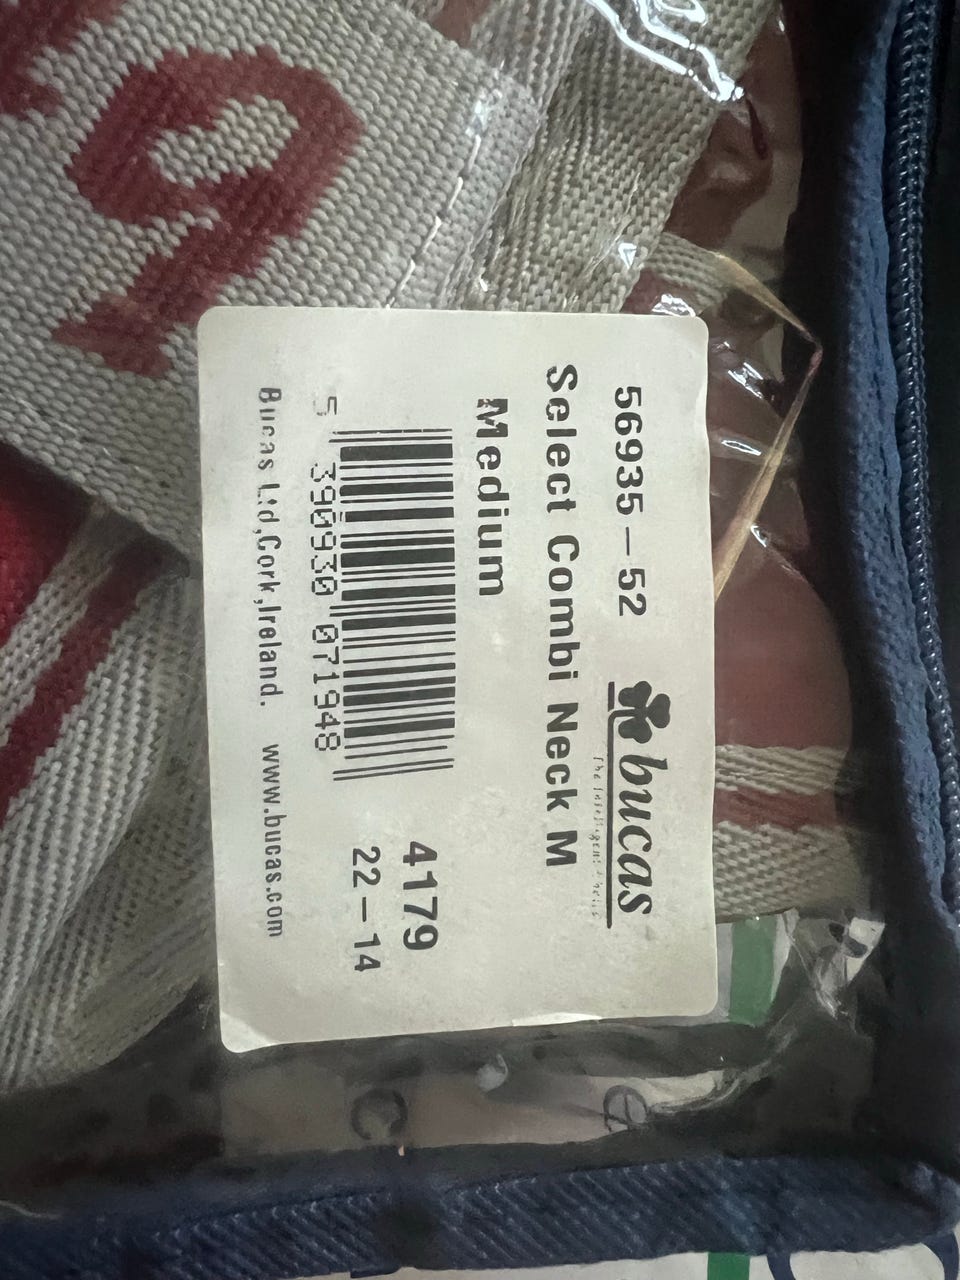 56935-52
bucas
Select Combi Neck M
Medium
5 390930 071948
4179
22-14
Bucas Ltd,Cork,Ireland. www.bucas.com